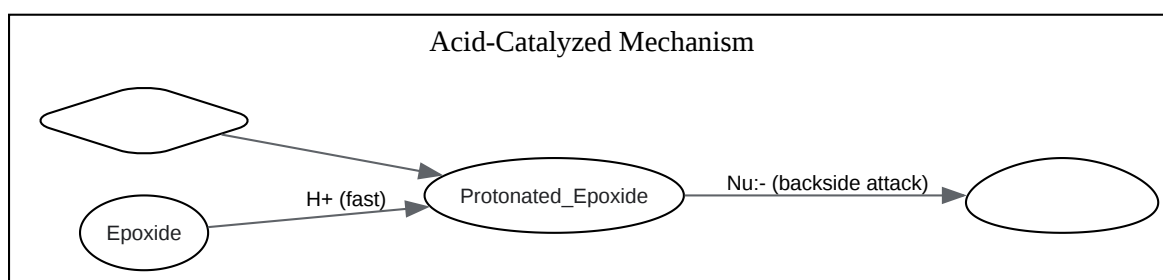 Acid-Catalyzed Mechanism
H+ (fast)
Epoxide
Protonated_Epoxide
Nu:- (backside attack)